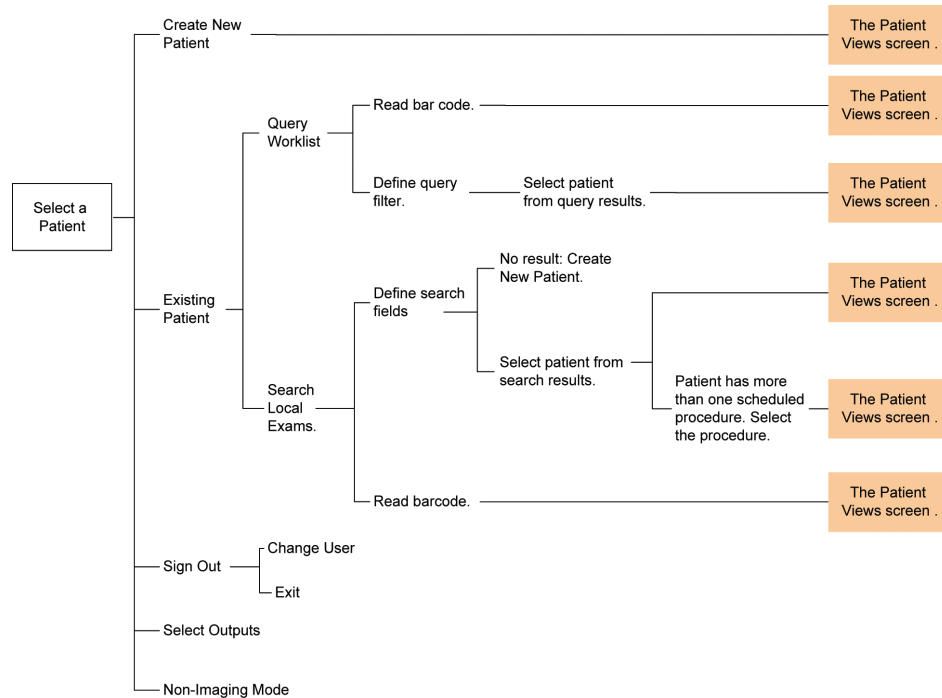 Create New
Patient
The Patient
Views screen .
Query
Worklist
Read bar code.
The Patient
Views screen .
Define query
filter.
Select patient
from query results.
The Patient
Views screen .
Select a
Patient
Existing
Patient
Search
Local
Exams.
Define search
fields
No result: Create
New Patient.
Select patient from
search results.
The Patient
Views screen .
Patient has more
than one scheduled
procedure. Select
the procedure.
The Patient
Views screen .
Read barcode.
The Patient
Views screen .
Sign Out
Change User
Exit
Select Outputs
Non-Imaging Mode